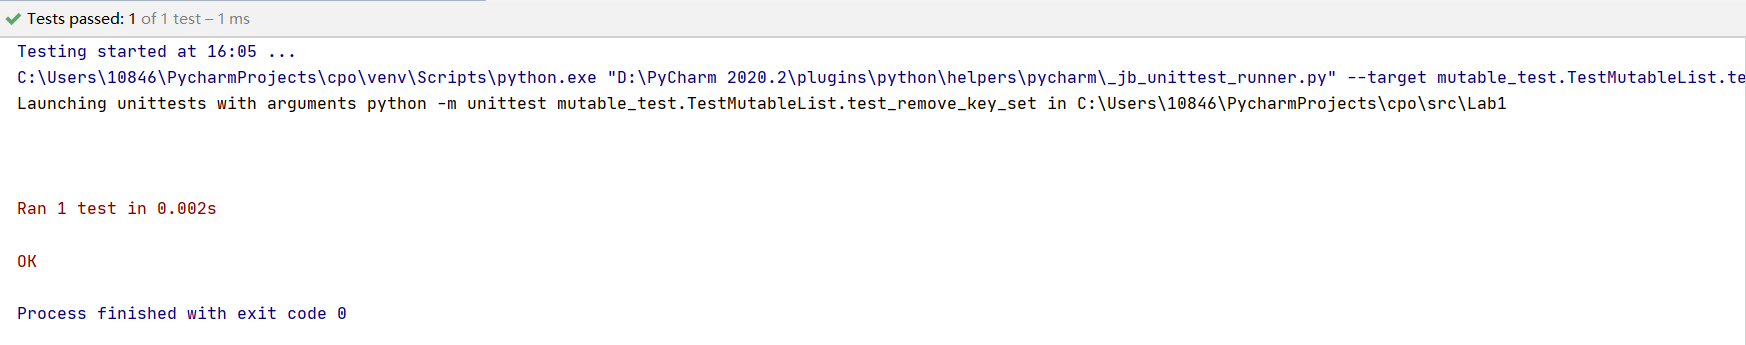 Tests passed: 1 of 1 test – 1 ms
Testing started at 16:05 ...
C:\Users\10846\PycharmProjects\cpo\venv\Scripts\python.exe "D:\PyCharm 2020.2\plugins\python\helpers\pycharm\_jb_unittest_runner.py" --target mutable_test.TestMutableList.te
Launching unittests with arguments python -m unittest mutable_test.TestMutableList.test_remove_key_set in C:\Users\10846\PycharmProjects\cpo\src\Lab1
Ran 1 test in 0.002s
OK
Process finished with exit code 0